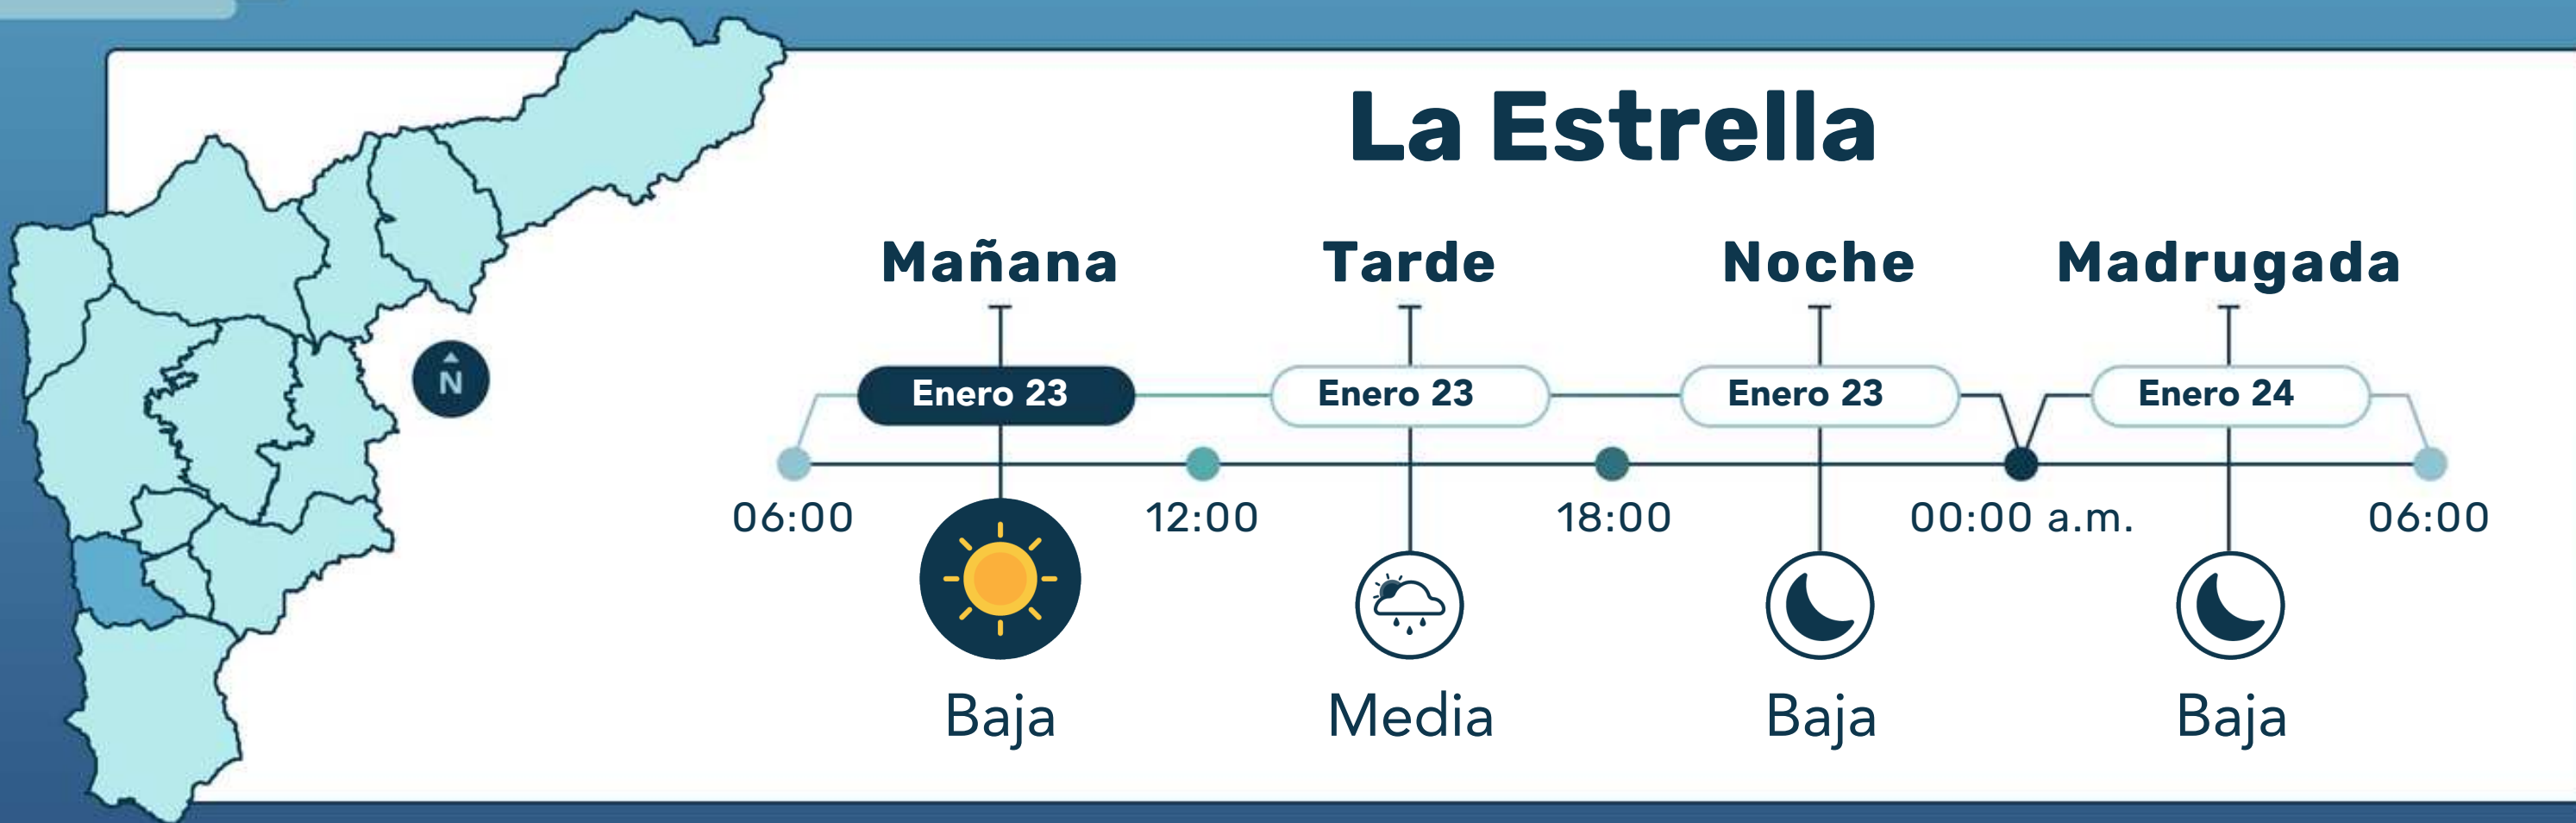 La Estrella
Mañana Tarde Noche Madrugada
Enero 23 Enero 23 Enero 23 Enero 24
N
06:00 12:00 18:00 00:00 a.m. 06:00
Baja Media Baja Baja